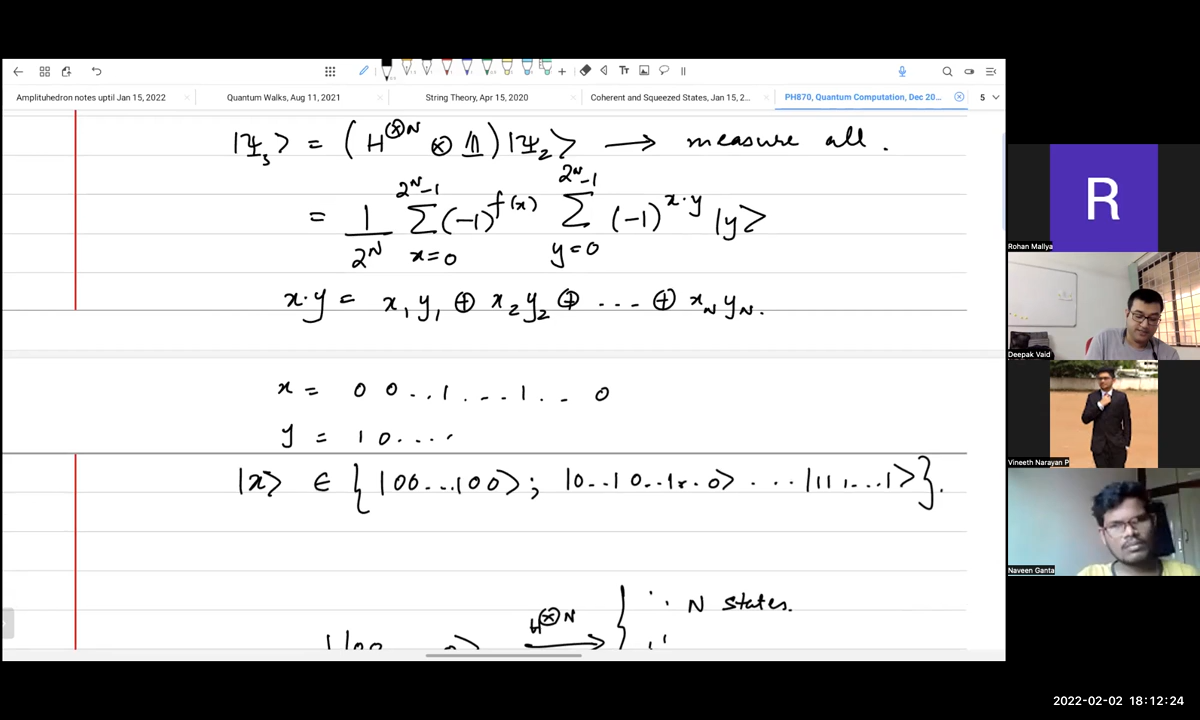 Amplituhedron notes uptil Jan 15, 2022 Quantum Walks, Aug 11, 2021 String Theory, Apr 15, 2020 Coherent and Squeezed States, Jan 15, 2... PH870, Quantum Computation, Dec 20... 5
|Ψ₃⟩ = (H^{⊗N} ⊗ 𝟙)|Ψ₂⟩ → measure all.
= 1/2^N ∑_{x=0}^{2^N-1} (-1)^{f(x)} ∑_{y=0}^{2^N-1} (-1)^{x·y} |y⟩
x·y = x₁y₁ ⊕ x₂y₂ ⊕ ... ⊕ x_N y_N.
x = 0 0 .. 1 ... 1 .. 0
y = 1 0 ....
|x⟩ ∈ {|00...100⟩; |0..10..1..0⟩ ... |111...1⟩}.
H^{⊗N} N states.
|00
R
Rohan Mallya
Deepak Vaid
Vineeth Narayan P
Naveen Ganta
2022-02-02 18:12:24